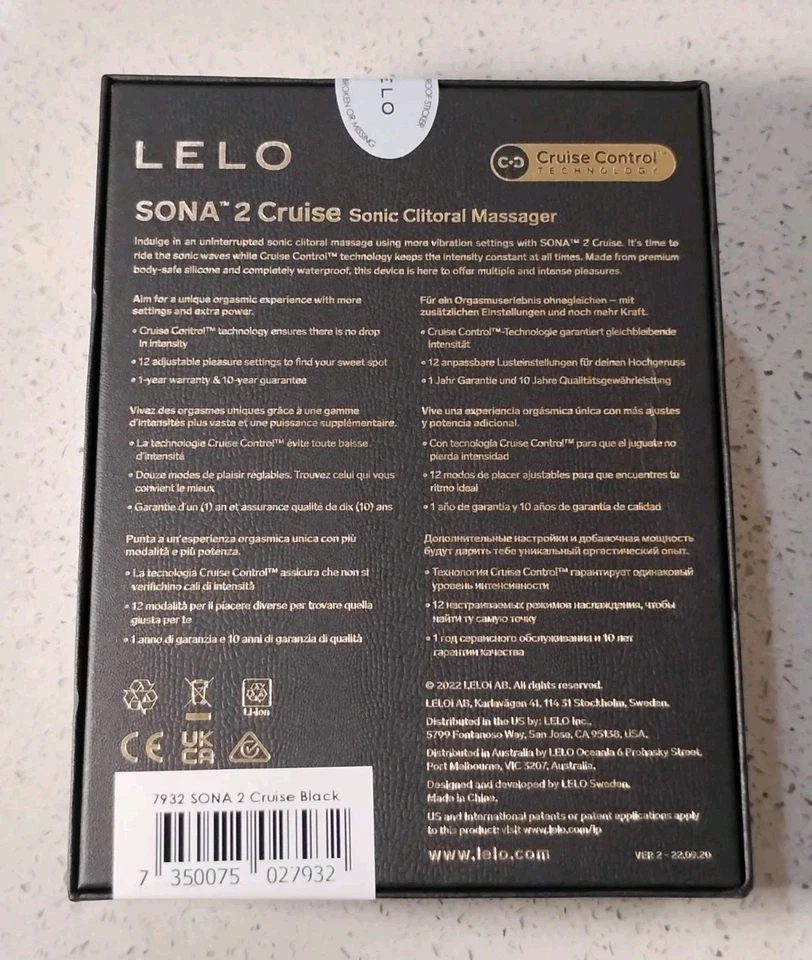 LELO
BROKEN OR MISSING
ROOF STICKER
LELO
Cruise Control™
TECHNOLOGY
SONA™ 2 Cruise Sonic Clitoral Massager
Indulge in an uninterrupted sonic clitoral massage using more vibration settings with SONA™ 2 Cruise. It's time to
ride the sonic waves while Cruise Control™ technology keeps the intensity constant at all times. Made from premium
body-safe silicone and completely waterproof, this device is here to offer multiple and intense pleasures.
Aim for a unique orgasmic experience with more
settings and extra power.
• Cruise Control™ technology ensures there is no drop
in intensity
• 12 adjustable pleasure settings to find your sweet spot
• 1-year warranty & 10-year guarantee
Für ein Orgasmuserlebnis ohnegleichen – mit
zusätzlichen Einstellungen und noch mehr Kraft.
• Cruise Control™-Technologie garantiert gleichbleibende
Intensität
• 12 anpassbare Lusteinstellungen für deinen Hochgenuss
• 1 Jahr Garantie und 10 Jahre Qualitätsgewährleistung
Vivez des orgasmes uniques grâce à une gamme
d'intensités plus vaste et une puissance supplémentaire.
• La technologie Cruise Control™ évite toute baisse
d'intensité
• Douze modes de plaisir réglables. Trouvez celui qui vous
convient le mieux
• Garantie d'un (1) an et assurance qualité de dix (10) ans
Vive una experiencia orgásmica única con más ajustes
y potencia adicional.
• Con tecnología Cruise Control™ para que el juguete no
pierda intensidad
• 12 modos de placer ajustables para que encuentres tu
ritmo ideal
• 1 año de garantía y 10 años de garantía de calidad
Punta a un'esperienza orgasmica unica con più
modalità e più potenza.
• La tecnologia Cruise Control™ assicura che non si
verifichino cali di intensità
• 12 modalità per il piacere diverse per trovare quella
giusta per te
• 1 anno di garanzia e 10 anni di garanzia di qualità
Дополнительные настройки и добавочная мощность
будут дарить тебе уникальный оргастический опыт.
• Технология Cruise Control™ гарантирует одинаковый
уровень интенсивности
• 12 настраиваемых режимов наслаждения, чтобы
найти ту самую точку
• 1 год сервисного обслуживания и 10 лет
гарантии качества
Li-ion
CE
UK
CA
© 2022 LELOi AB. All rights reserved.
LELOi AB, Karlavägen 41, 114 31 Stockholm, Sweden.
Distributed in the US by: LELO Inc.,
5799 Fontanoso Way, San Jose, CA 95138, USA.
Distributed in Australia by LELO Oceania 6 Prohasky Street,
Port Melbourne, VIC 3207, Australia.
Designed and developed by LELO Sweden.
Made in China.
US and international patents or patent applications apply
to this product: visit www.lelo.com/ip
www.lelo.com
VER 2 - 22.09.20
7932 SONA 2 Cruise Black
7 350075 027932